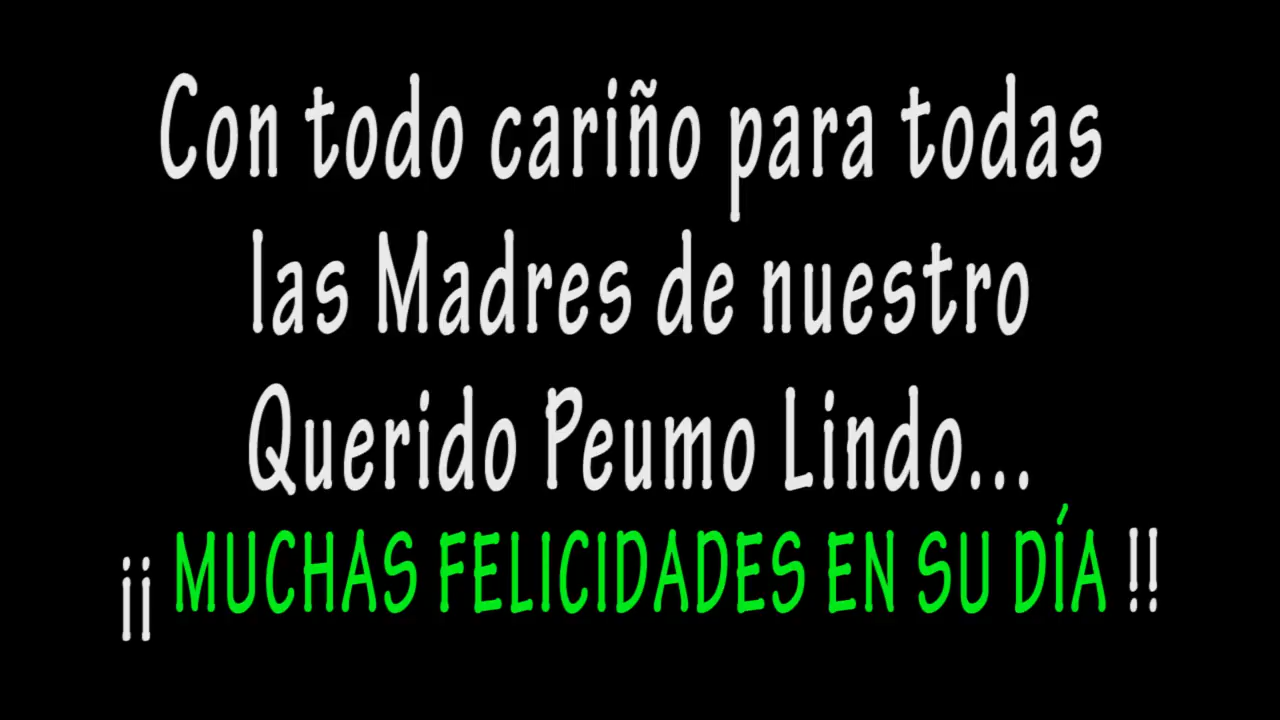 Con todo cariño para todas
las Madres de nuestro
Querido Peumo Lindo...
¡¡ MUCHAS FELICIDADES EN SU DÍA !!